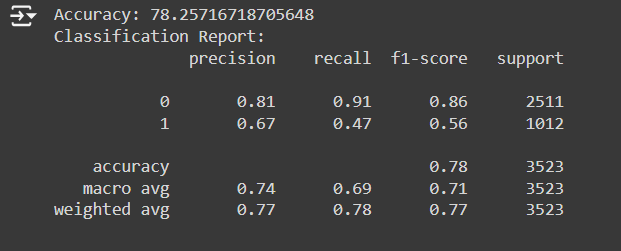 Accuracy: 78.25716718705648
Classification Report:
precision recall f1-score support
0 0.81 0.91 0.86 2511
1 0.67 0.47 0.56 1012
accuracy 0.78 3523
macro avg 0.74 0.69 0.71 3523
weighted avg 0.77 0.78 0.77 3523